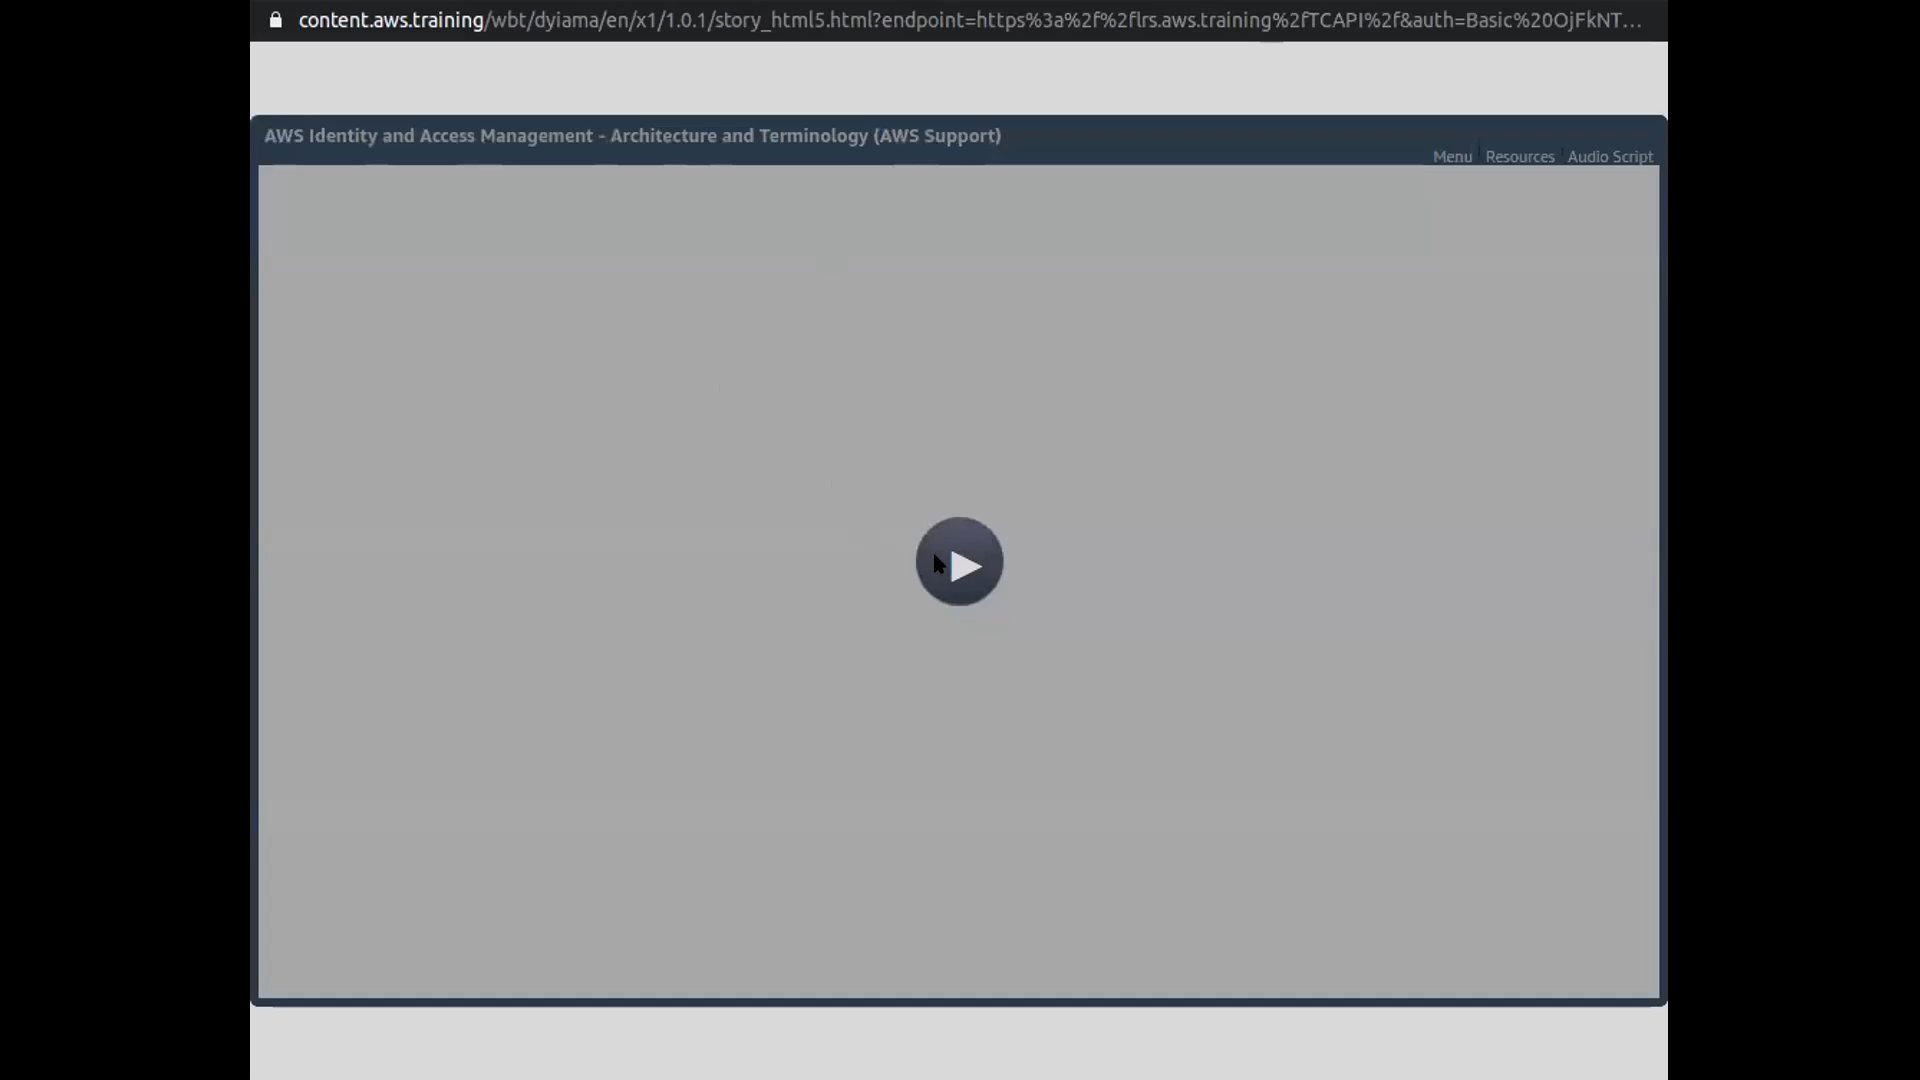 content.aws.training/wbt/dyiama/en/x1/1.0.1/story_html5.html?endpoint=https%3a%2f%2flrs.aws.training%2fTCAPI%2f&auth=Basic%20OjFkNT...
AWS Identity and Access Management - Architecture and Terminology (AWS Support)
Menu Resources Audio Script